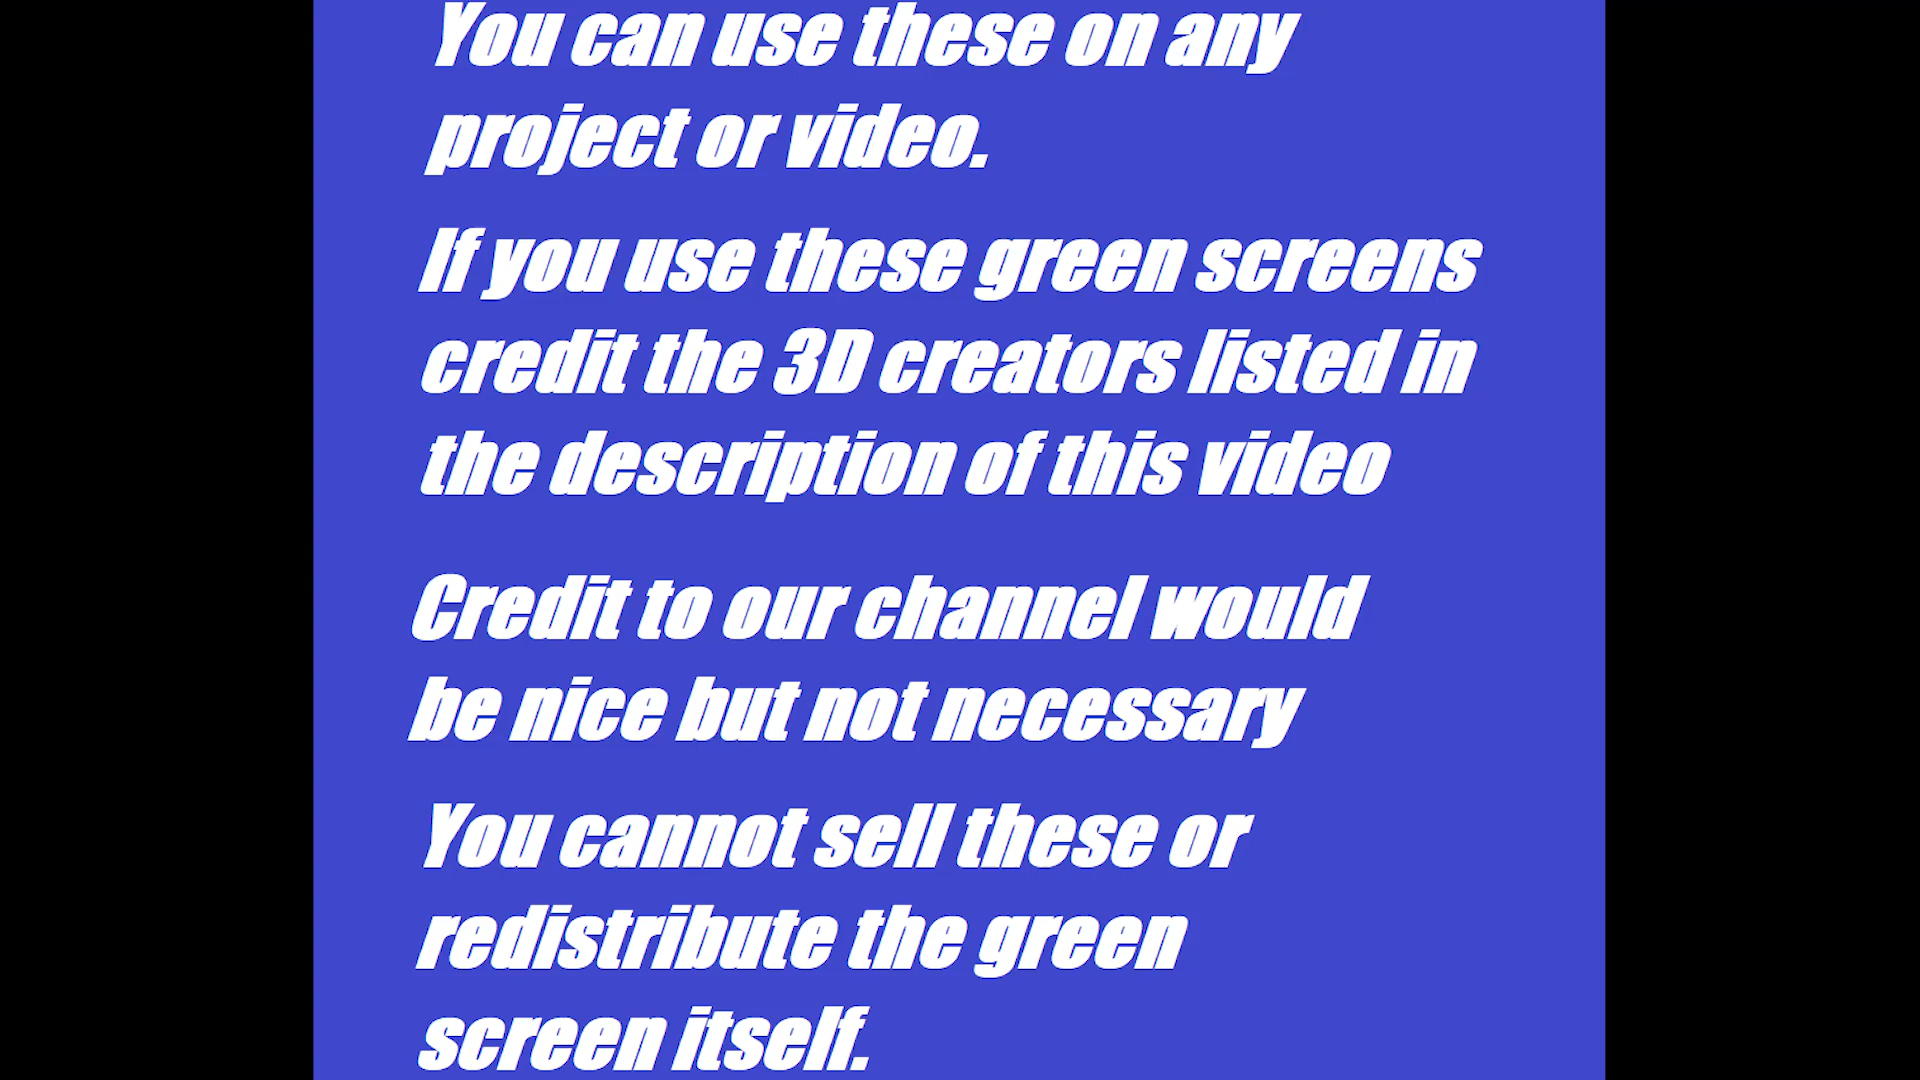 You can use these on any
project or video.
If you use these green screens
credit the 3D creators listed in
the description of this video
Credit to our channel would
be nice but not necessary
You cannot sell these or
redistribute the green
screen itself.